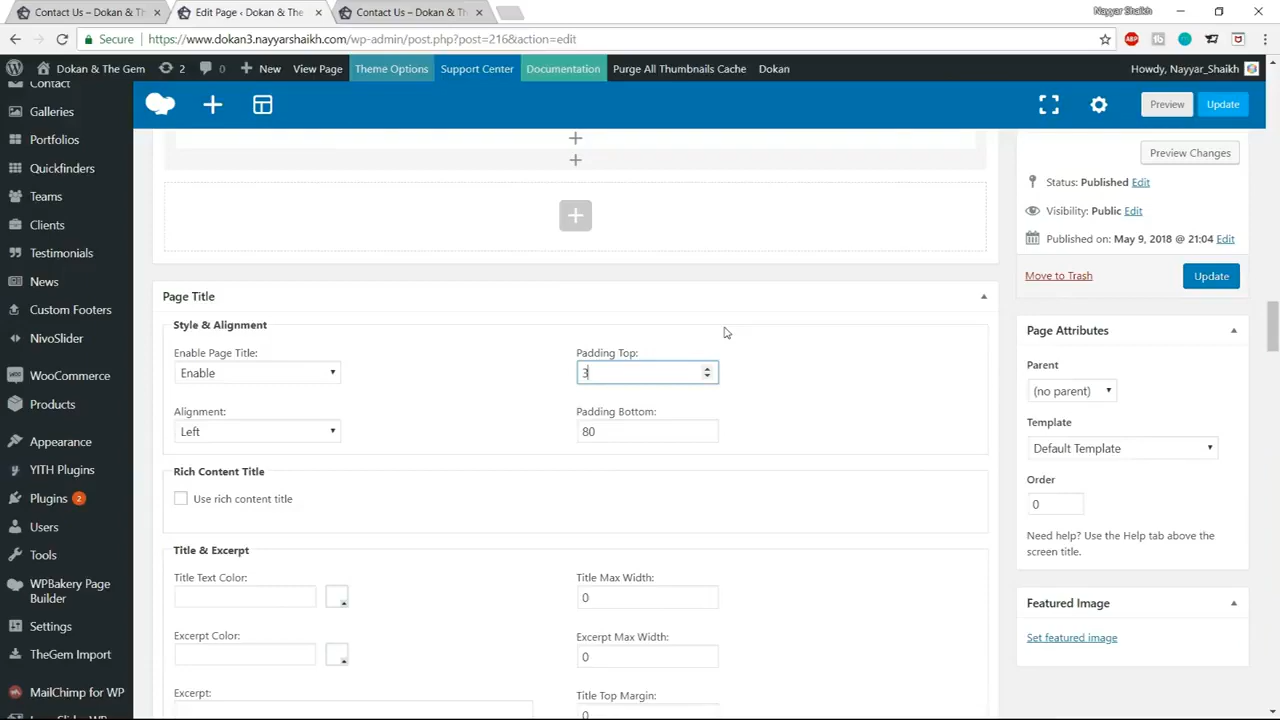 Contact Us – Dokan & Th
Edit Page ‹ Dokan & The
Contact Us – Dokan & Th
Nayyar Shaikh
Secure
https://www.dokan3.nayyarshaikh.com/wp-admin/post.php?post=216&action=edit
ABP
Dokan & The Gem
2
0
New
View Page
Theme Options
Support Center
Documentation
Purge All Thumbnails Cache
Dokan
Howdy, Nayyar_Shaikh
Contact
Galleries
Portfolios
Quickfinders
Teams
Clients
Testimonials
News
Custom Footers
NivoSlider
WooCommerce
Products
Appearance
YITH Plugins
Plugins 2
Users
Tools
WPBakery Page
Builder
Settings
TheGem Import
MailChimp for WP
Preview
Update
Page Title
Style & Alignment
Enable Page Title:
Enable
Padding Top:
3
Alignment:
Left
Padding Bottom:
80
Rich Content Title
Use rich content title
Title & Excerpt
Title Text Color:
Title Max Width:
0
Excerpt Color:
Excerpt Max Width:
0
Excerpt:
Title Top Margin:
0
Preview Changes
Status: Published Edit
Visibility: Public Edit
Published on: May 9, 2018 @ 21:04 Edit
Move to Trash
Update
Page Attributes
Parent
(no parent)
Template
Default Template
Order
0
Need help? Use the Help tab above the
screen title.
Featured Image
Set featured image